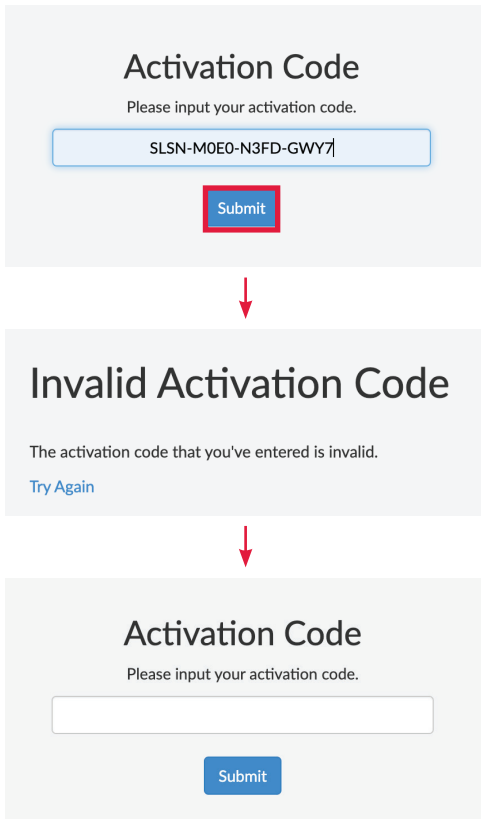 Activation Code
Please input your activation code.
SLSN-M0E0-N3FD-GWY7
Submit
Invalid Activation Code
The activation code that you've entered is invalid.
Try Again
Activation Code
Please input your activation code.
Submit